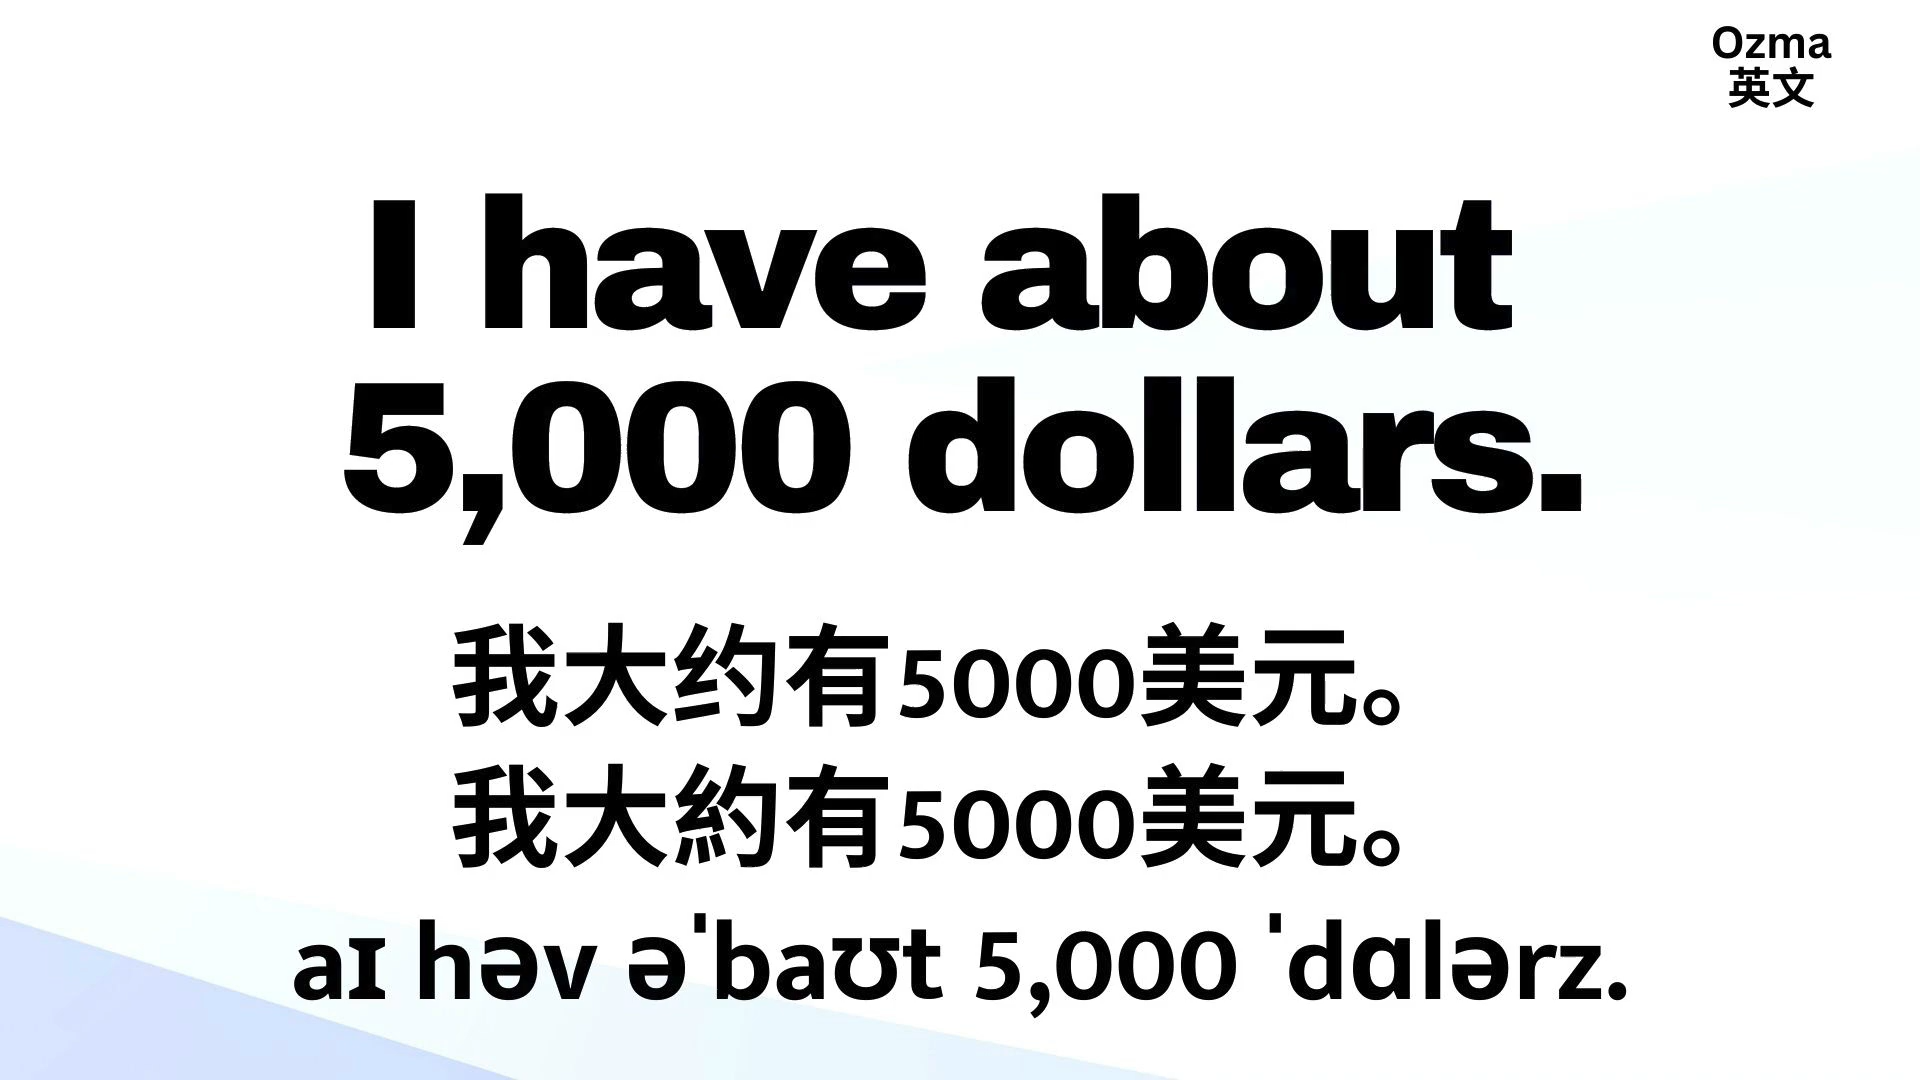 Ozma
英文
I have about
5,000 dollars.
我大约有5000美元。
我大約有5000美元。
aɪ həv əˈbaʊt 5,000 ˈdɑlərz.